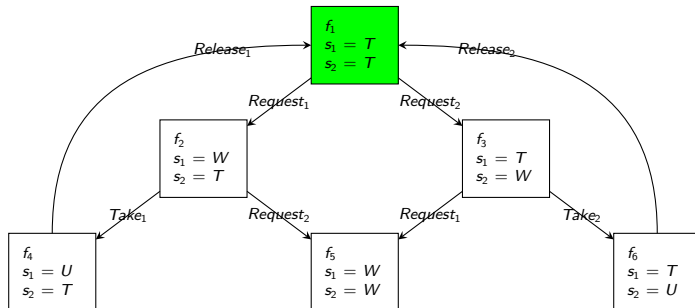 f₁
s₁ = T
s₂ = T
Release₁
Release₂
Request₁
Request₂
f₂
s₁ = W
s₂ = T
f₃
s₁ = T
s₂ = W
Take₁
Request₂
Request₁
Take₂
f₄
s₁ = U
s₂ = T
f₅
s₁ = W
s₂ = W
f₆
s₁ = T
s₂ = U